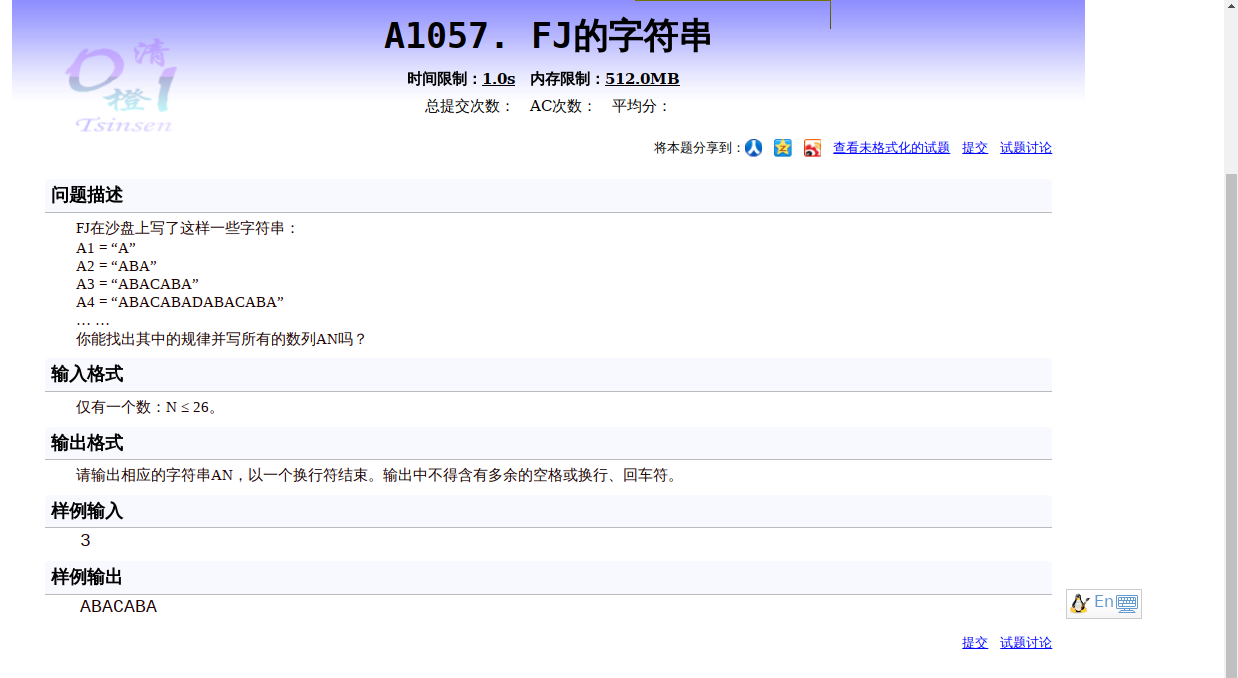 A1057. FJ的字符串
清
橙
Tsinsen
时间限制：1.0s 内存限制：512.0MB
总提交次数： AC次数： 平均分：
将本题分享到： 查看未格式化的试题 提交 试题讨论
问题描述
FJ在沙盘上写了这样一些字符串：
A1 = “A”
A2 = “ABA”
A3 = “ABACABA”
A4 = “ABACABADABACABA”
… …
你能找出其中的规律并写所有的数列AN吗？
输入格式
仅有一个数：N ≤ 26。
输出格式
请输出相应的字符串AN，以一个换行符结束。输出中不得含有多余的空格或换行、回车符。
样例输入
3
样例输出
ABACABA
En
提交 试题讨论